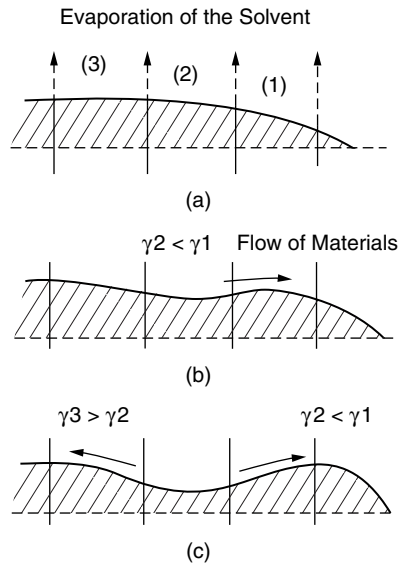 Evaporation of the Solvent
(3)
(2)
(1)
(a)
γ2 < γ1 Flow of Materials
(b)
γ3 > γ2 γ2 < γ1
(c)